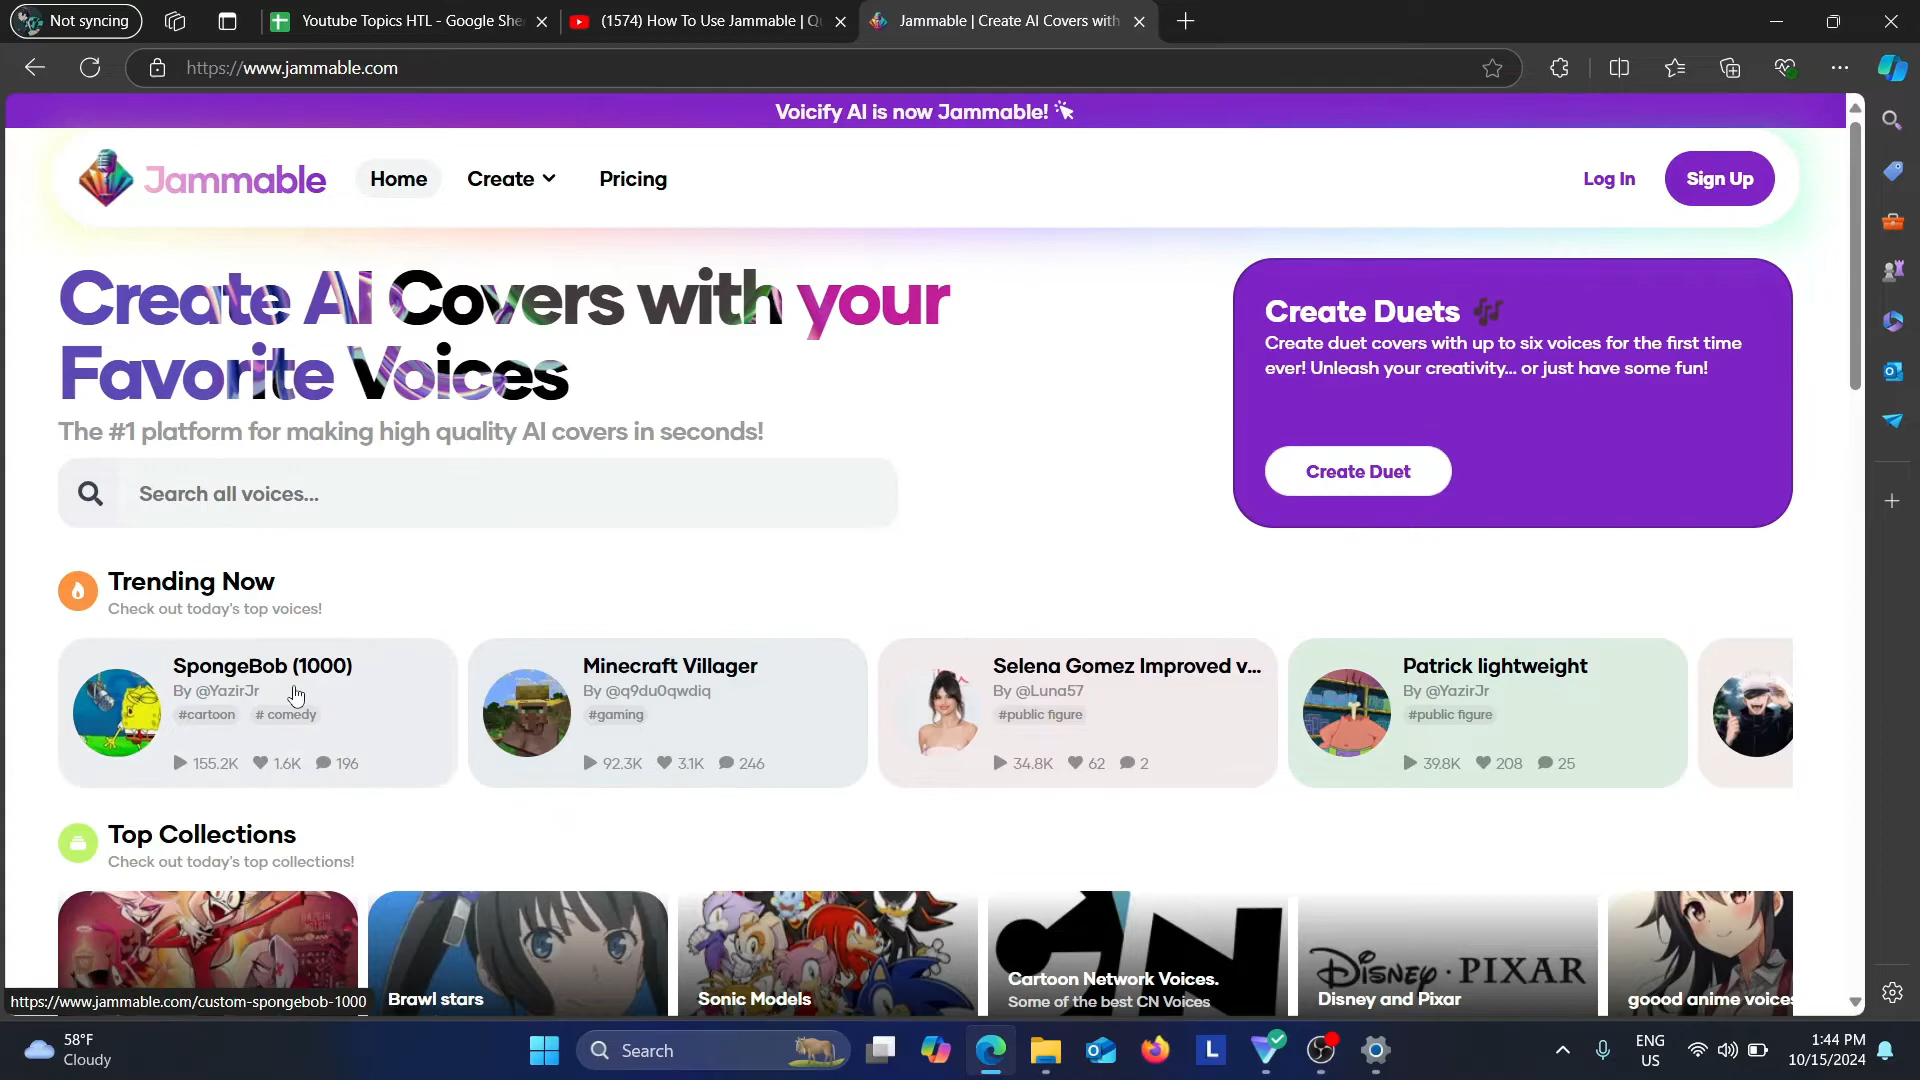 Not syncing
Youtube Topics HTL - Google She
(1574) How To Use Jammable | Qu
Jammable | Create AI Covers with
https://www.jammable.com
Voicify AI is now Jammable!
Jammable
Home
Create
Pricing
Log In
Sign Up
Create AI Covers with your
Favorite Voices
The #1 platform for making high quality AI covers in seconds!
Search all voices...
Create Duets
Create duet covers with up to six voices for the first time
ever! Unleash your creativity... or just have some fun!
Create Duet
Trending Now
Check out today's top voices!
SpongeBob (1000)
By @YazirJr
#cartoon # comedy
155.2K 1.6K 196
Minecraft Villager
By @q9du0qwdiq
#gaming
92.3K 3.1K 246
Selena Gomez Improved v...
By @Luna57
#public figure
34.8K 62 2
Patrick lightweight
By @YazirJr
#public figure
39.8K 208 25
Top Collections
Check out today's top collections!
Brawl stars
Sonic Models
CN
Cartoon Network Voices.
Some of the best CN Voices
DISNEY · PIXAR
Disney and Pixar
goood anime voices
https://www.jammable.com/custom-spongebob-1000
58°F
Cloudy
Search
L
ENG
US
1:44 PM
10/15/2024